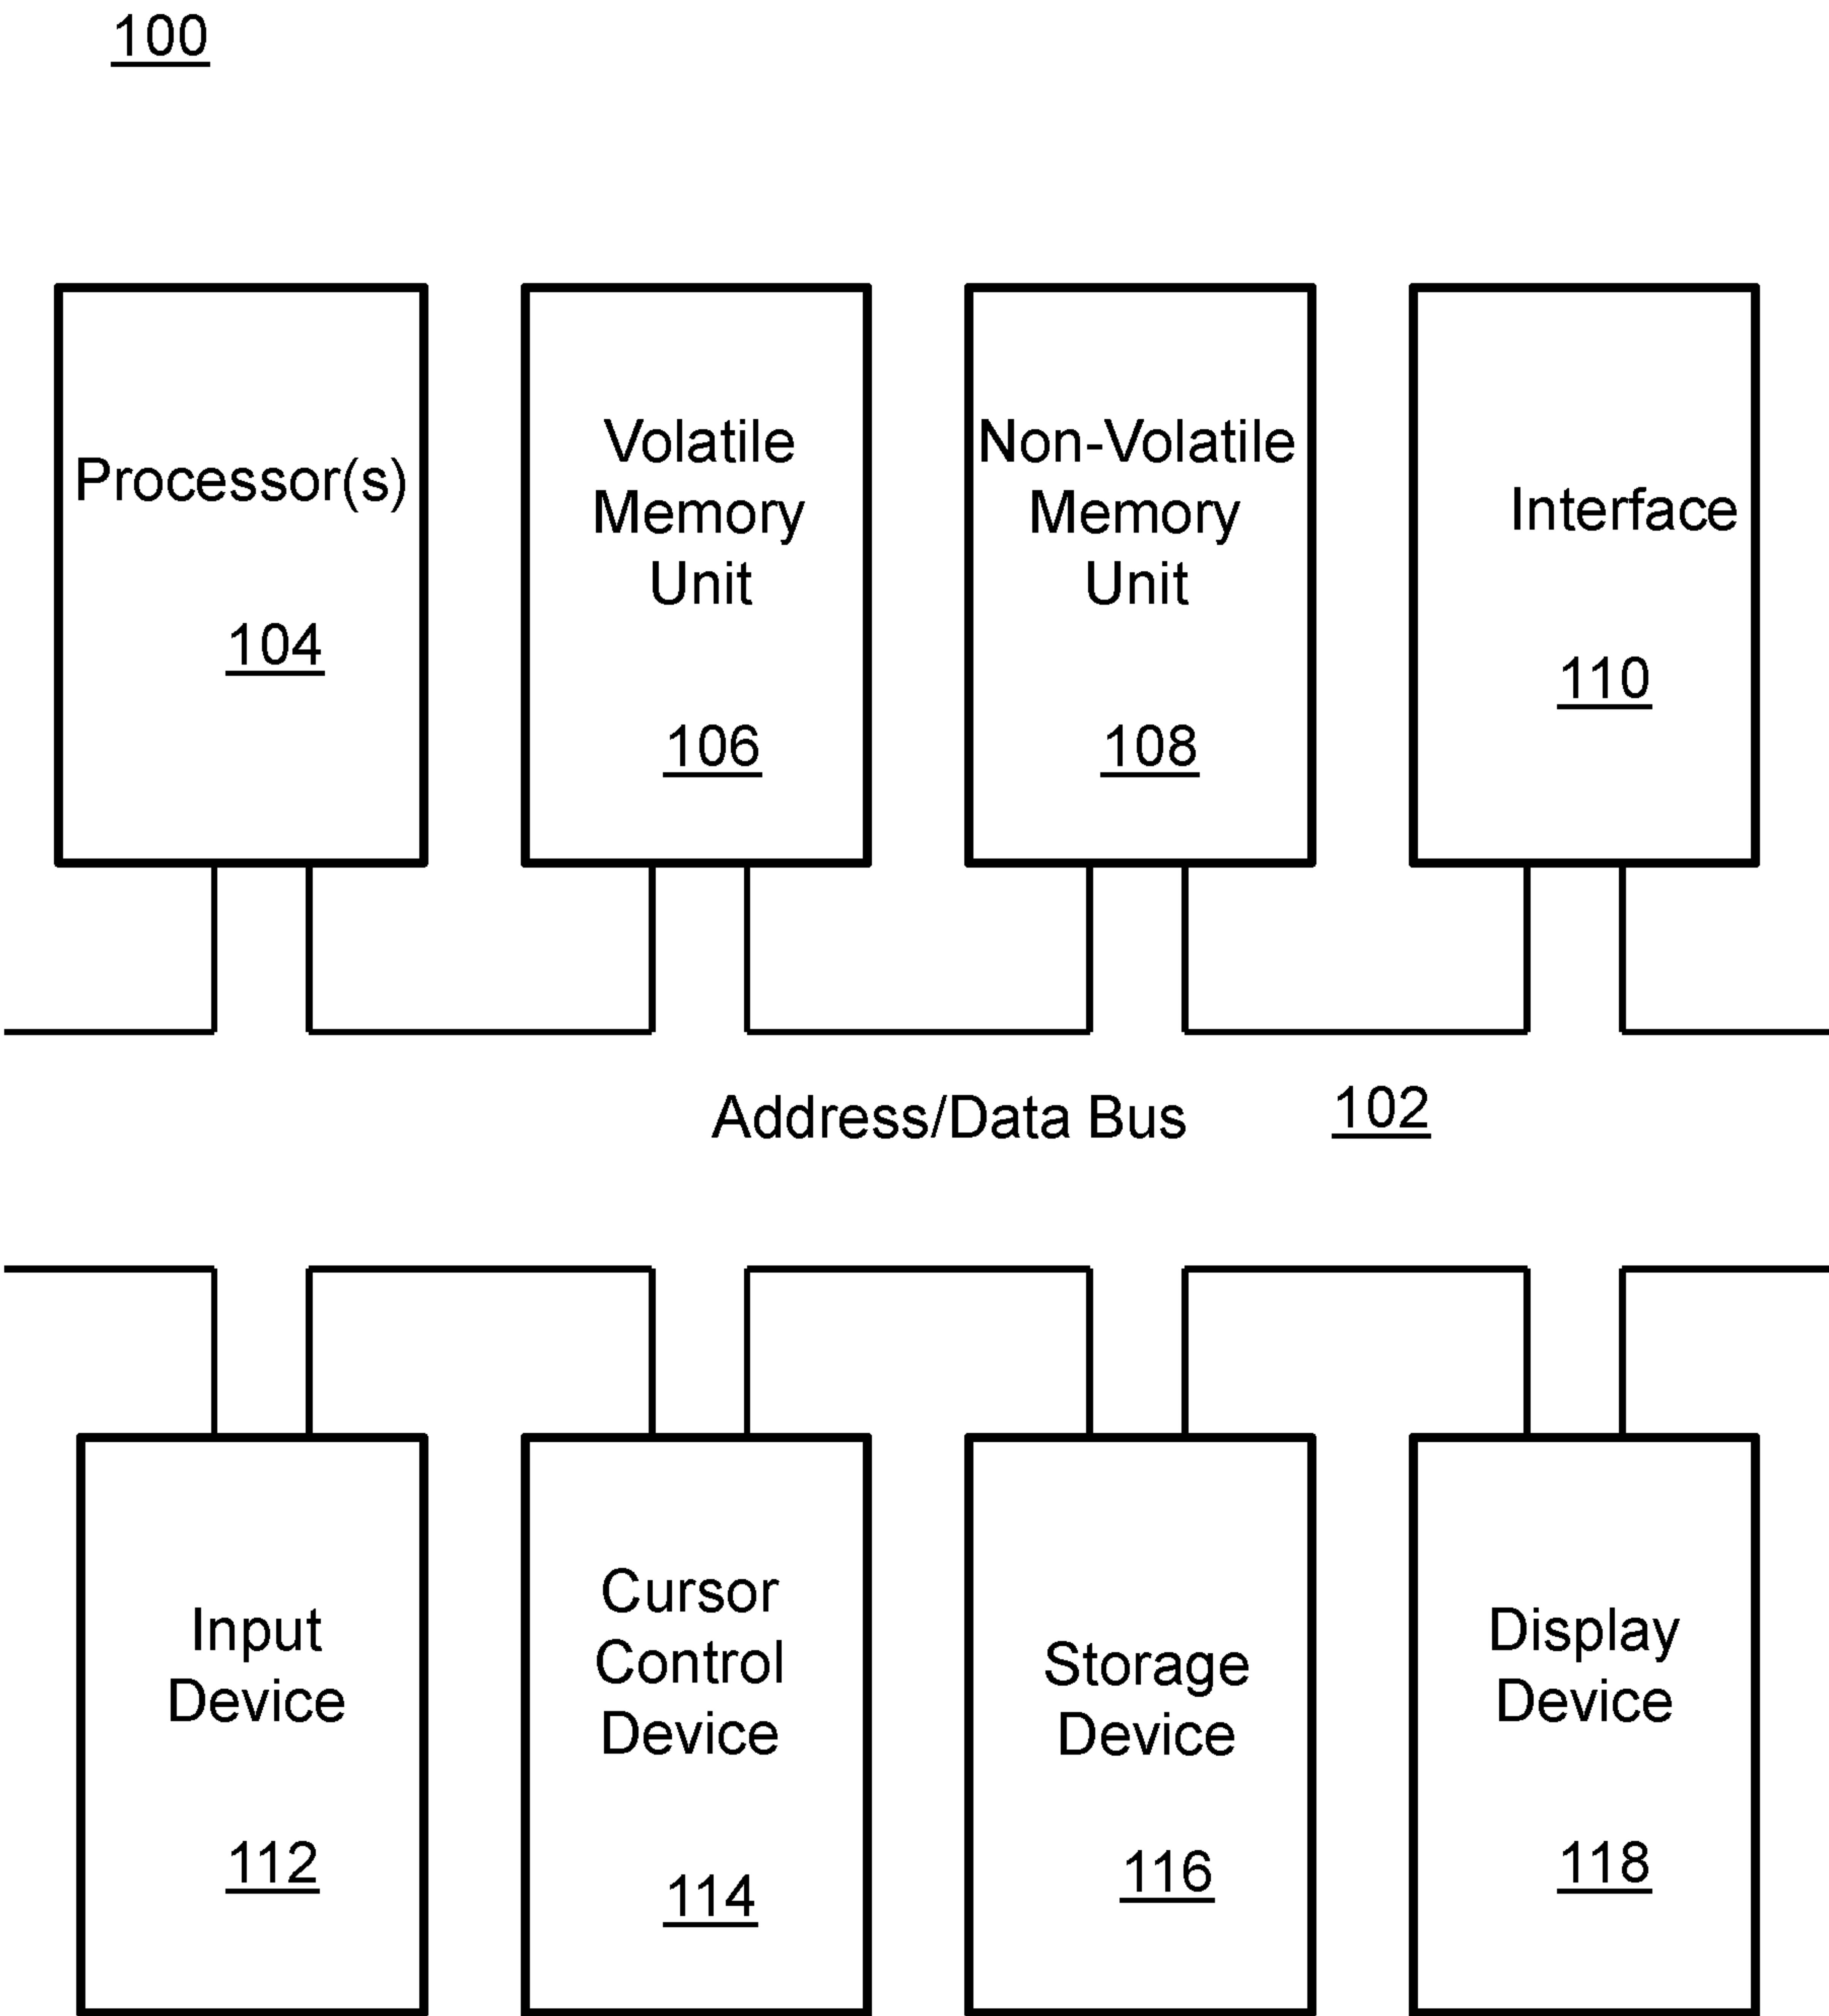 100
Processor(s)
104
Volatile
Memory
Unit
106
Non-Volatile
Memory
Unit
108
Interface
110
Address/Data Bus 102
Input
Device
112
Cursor
Control
Device
114
Storage
Device
116
Display
Device
118